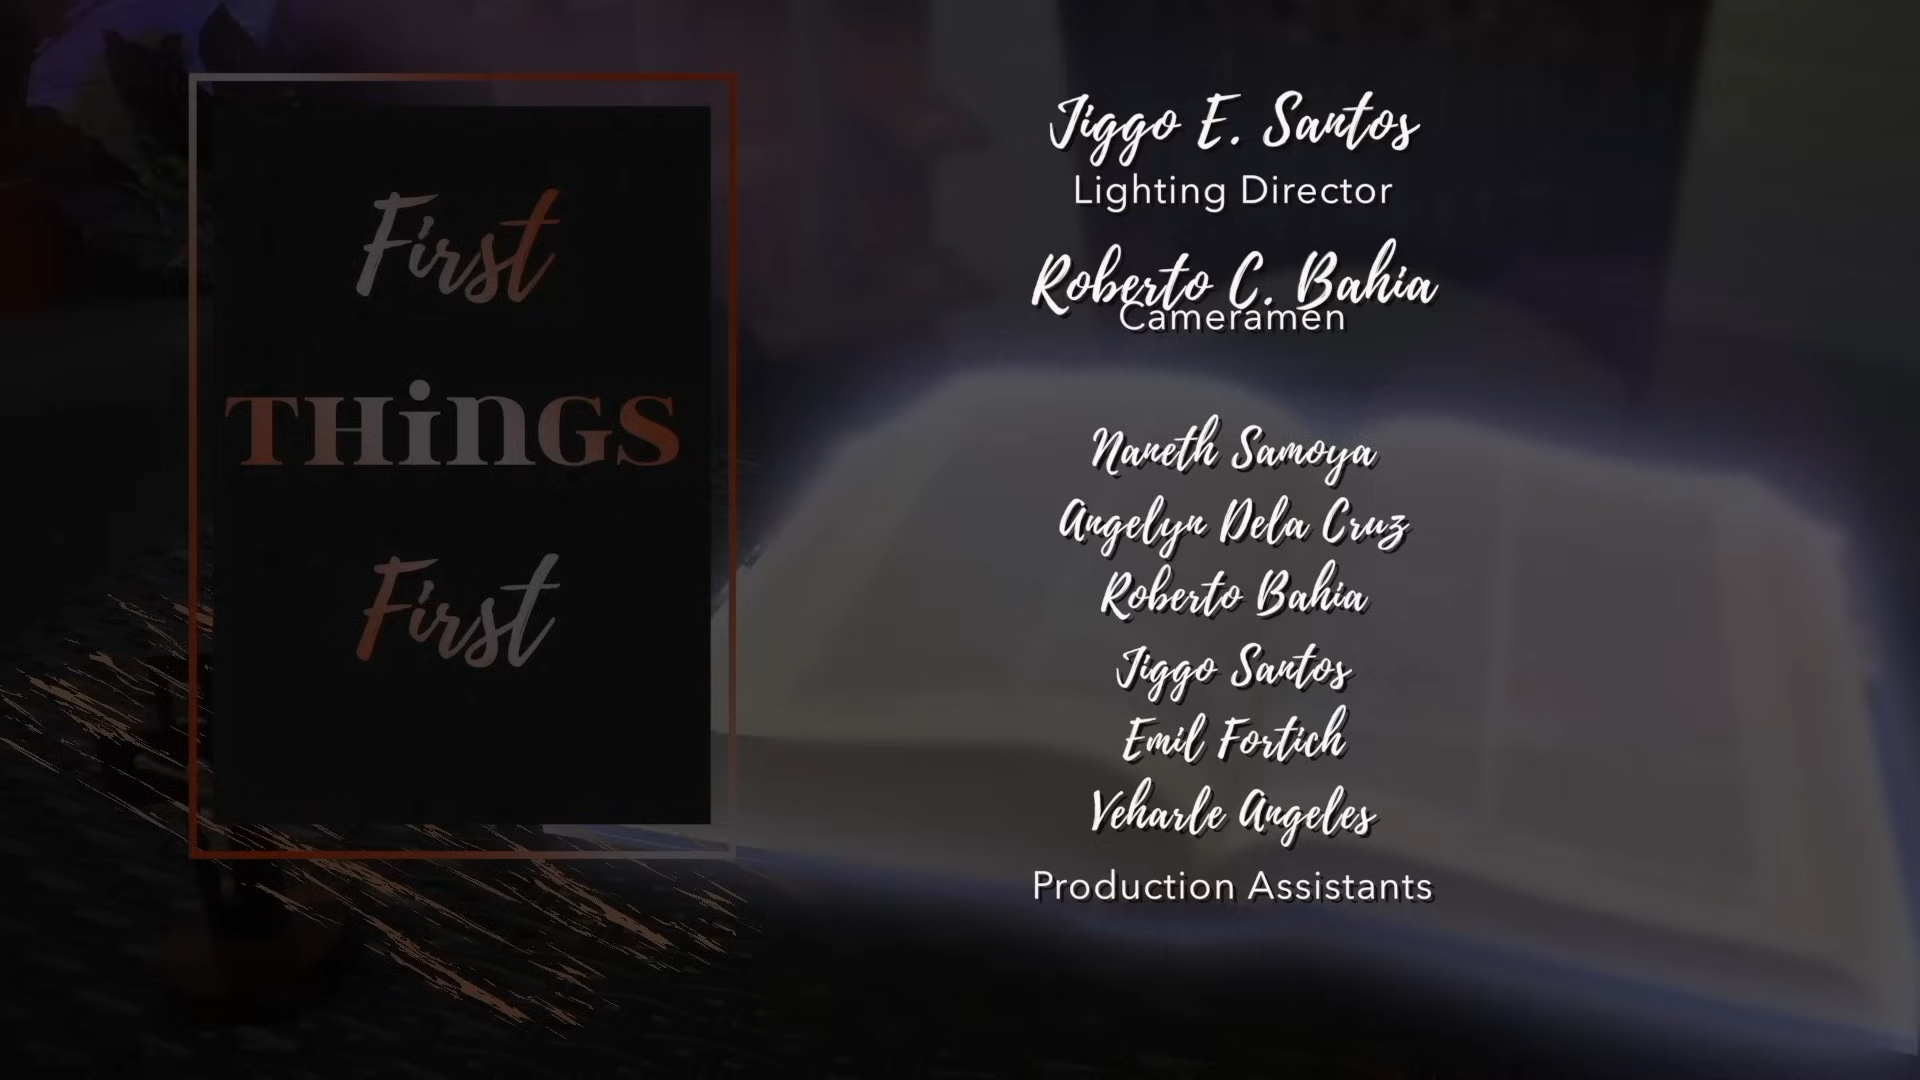 First
THiNGS
First
Jiggo E. Santos
Lighting Director
Roberto C. Bahia
Cameramen
Naneth Samoya
Angelyn Dela Cruz
Roberto Bahia
Jiggo Santos
Emil Fortich
Veharle Angeles
Production Assistants